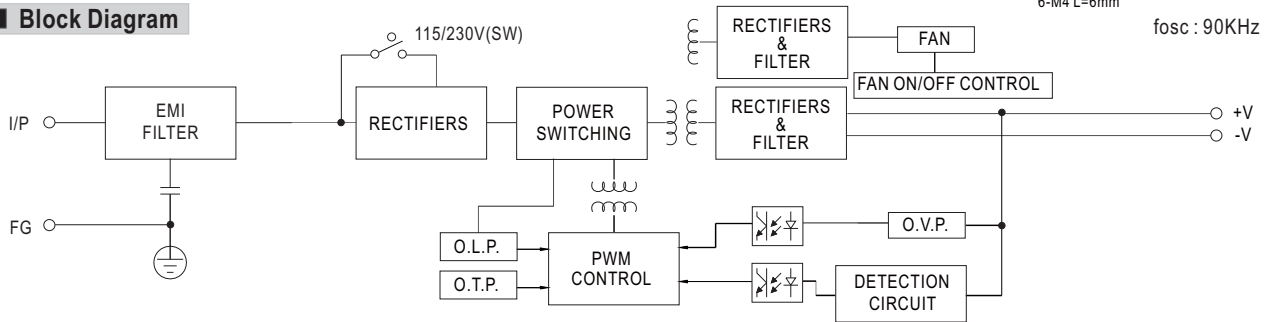 6-M4 L=6mm
Block Diagram
fosc : 90KHz
115/230V(SW)
RECTIFIERS
&
FILTER
FAN
FAN ON/OFF CONTROL
I/P
EMI
FILTER
RECTIFIERS
POWER
SWITCHING
RECTIFIERS
&
FILTER
+V
-V
FG
O.L.P.
O.T.P.
PWM
CONTROL
O.V.P.
DETECTION
CIRCUIT